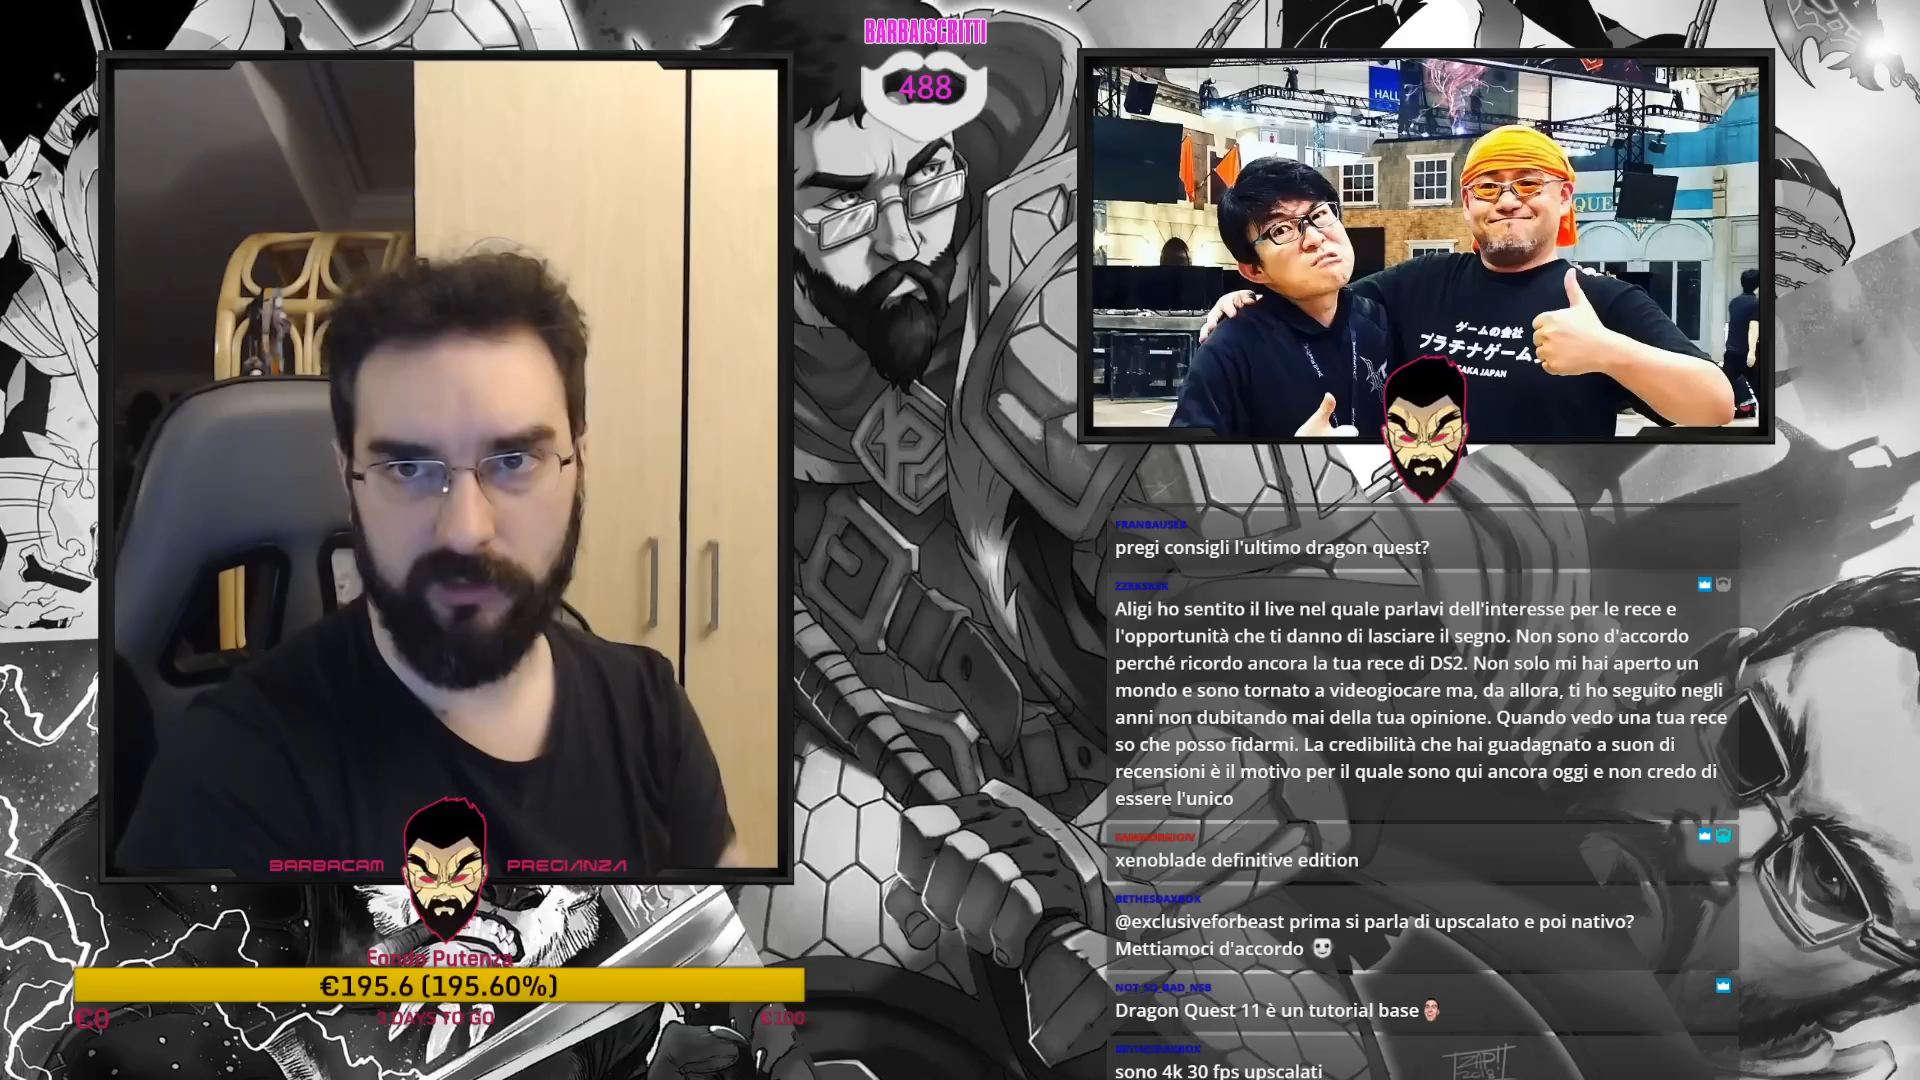 BARBAISCRITTI
488
HALL
QUE
ゲームの会社
プラチナゲーム
SAKA JAPAN
FRANBAUSER
pregi consigli l'ultimo dragon quest?
Aligi ho sentito il live nel quale parlavi dell'interesse per le rece e
l'opportunità che ti danno di lasciare il segno. Non sono d'accordo
perché ricordo ancora la tua rece di DS2. Non solo mi hai aperto un
mondo e sono tornato a videogiocare ma, da allora, ti ho seguito negli
anni non dubitando mai della tua opinione. Quando vedo una tua rece
so che posso fidarmi. La credibilità che hai guadagnato a suon di
recensioni è il motivo per il quale sono qui ancora oggi e non credo di
essere l'unico
xenoblade definitive edition
BETHESDAXBOX
@exclusiveforbeast prima si parla di upscalato e poi nativo?
Mettiamoci d'accordo
NOT_SO_BAD_NSB
Dragon Quest 11 è un tutorial base
BETHESDAXBOX
sono 4k 30 fps upscalati
BARBACAM PREGIANZA
Fondo Putenza
€195.6 (195.60%)
€0 3 DAYS TO GO €100
ZAP!!
2018